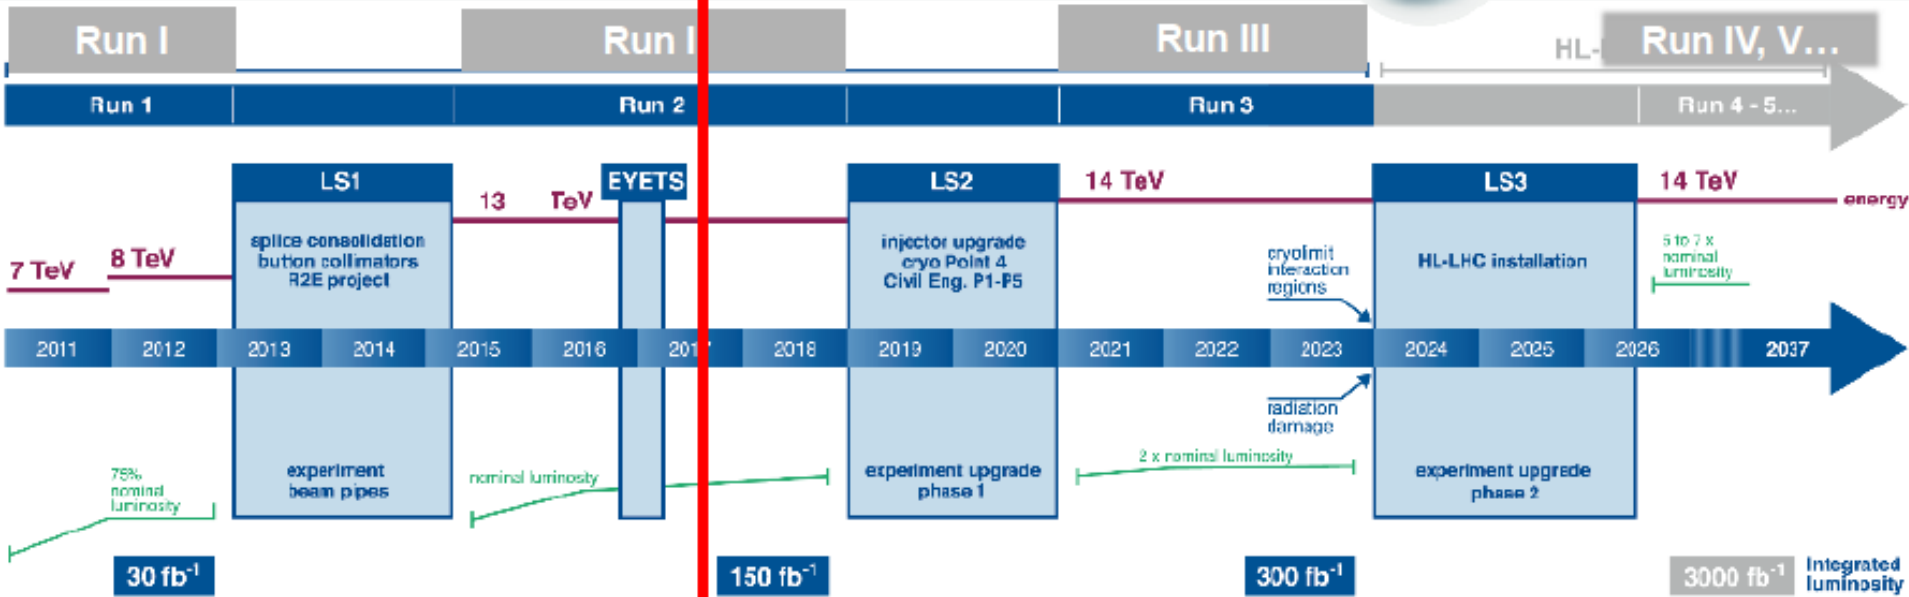 Run I
Run I
Run III
HL-
Run IV, V...
Run 1
Run 2
Run 3
Run 4 - 5...
LS1
EYETS
LS2
14 TeV
LS3
14 TeV
energy
13 TeV
7 TeV
8 TeV
splice consolidation
button collimators
R2E project
injector upgrade
cryo Point 4
Civil Eng. P1-P5
cryolimit
interaction
regions
HL-LHC installation
5 to 7 x
nominal
luminosity
2011
2012
2013
2014
2015
2016
2017
2018
2019
2020
2021
2022
2023
2024
2025
2026
2037
radiation
damage
75%
nominal
luminosity
experiment
beam pipes
nominal luminosity
experiment upgrade
phase 1
2 x nominal luminosity
experiment upgrade
phase 2
30 fb⁻¹
150 fb⁻¹
300 fb⁻¹
3000 fb⁻¹
Integrated
luminosity